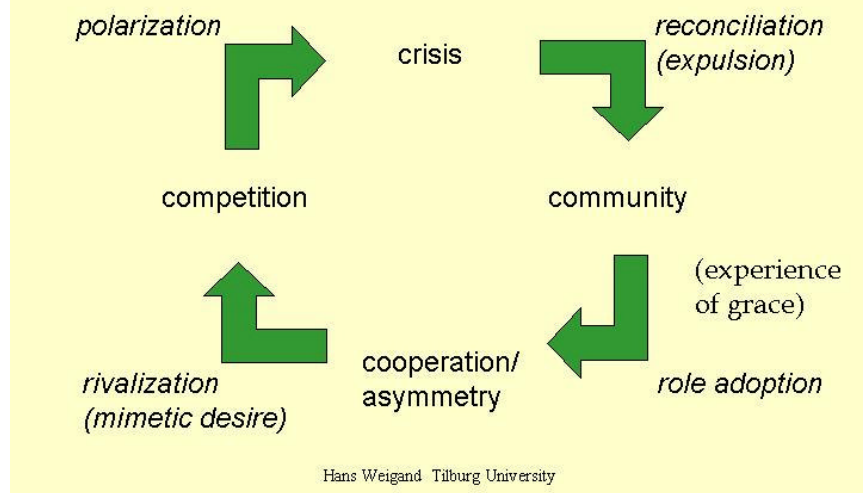 polarization
crisis
reconciliation
(expulsion)
competition
community
(experience
of grace)
cooperation/
asymmetry
rivalization
(mimetic desire)
role adoption
Hans Weigand Tilburg University